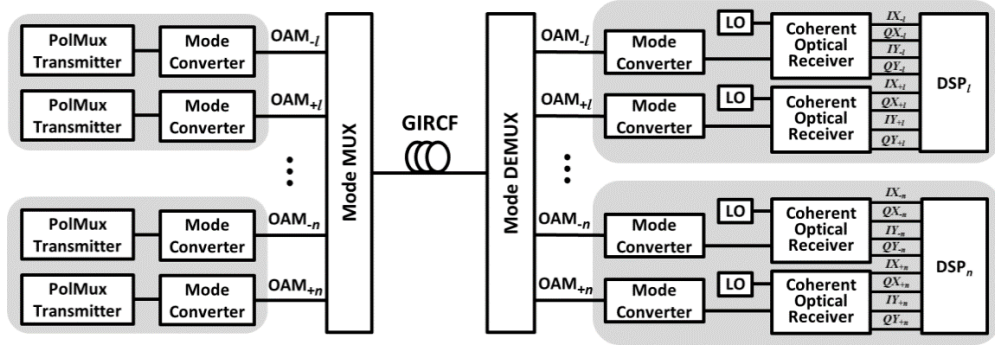 PolMux
Transmitter
Mode
Converter
OAM-l
PolMux
Transmitter
Mode
Converter
OAM+l
PolMux
Transmitter
Mode
Converter
OAM-n
PolMux
Transmitter
Mode
Converter
OAM+n
Mode MUX
GIRCF
Mode DEMUX
OAM-l
Mode
Converter
LO
Coherent
Optical
Receiver
IX-l
QX-l
IY-l
QY-l
OAM+l
Mode
Converter
LO
Coherent
Optical
Receiver
IX+l
QX+l
IY+l
QY+l
DSPl
OAM-n
Mode
Converter
LO
Coherent
Optical
Receiver
IX-n
QX-n
IY-n
QY-n
OAM+n
Mode
Converter
LO
Coherent
Optical
Receiver
IX+n
QX+n
IY+n
QY+n
DSPn